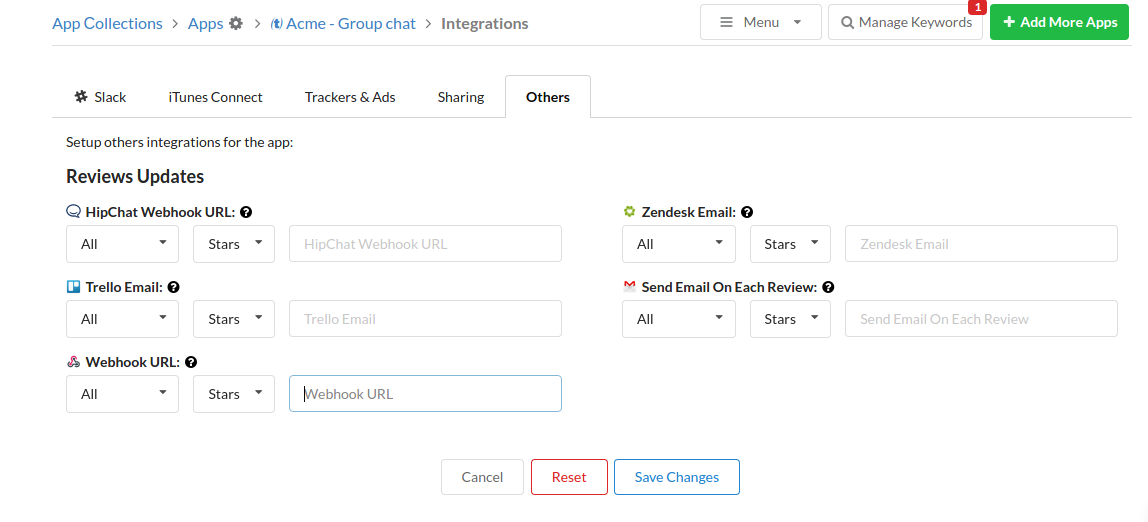 App Collections > Apps > Acme - Group chat > Integrations
Menu
Manage Keywords
1
+ Add More Apps
Slack
iTunes Connect
Trackers & Ads
Sharing
Others
Setup others integrations for the app:
Reviews Updates
HipChat Webhook URL: ?
All
Stars
HipChat Webhook URL
Zendesk Email: ?
All
Stars
Zendesk Email
Trello Email: ?
All
Stars
Trello Email
Send Email On Each Review: ?
All
Stars
Send Email On Each Review
Webhook URL: ?
All
Stars
Webhook URL
Cancel
Reset
Save Changes